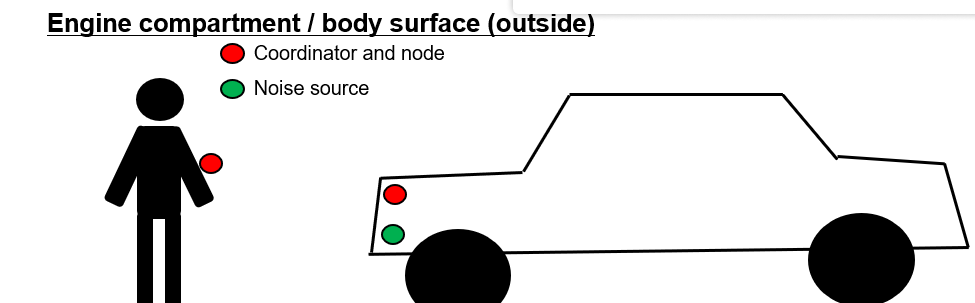 Engine compartment / body surface (outside)
Coordinator and node
Noise source